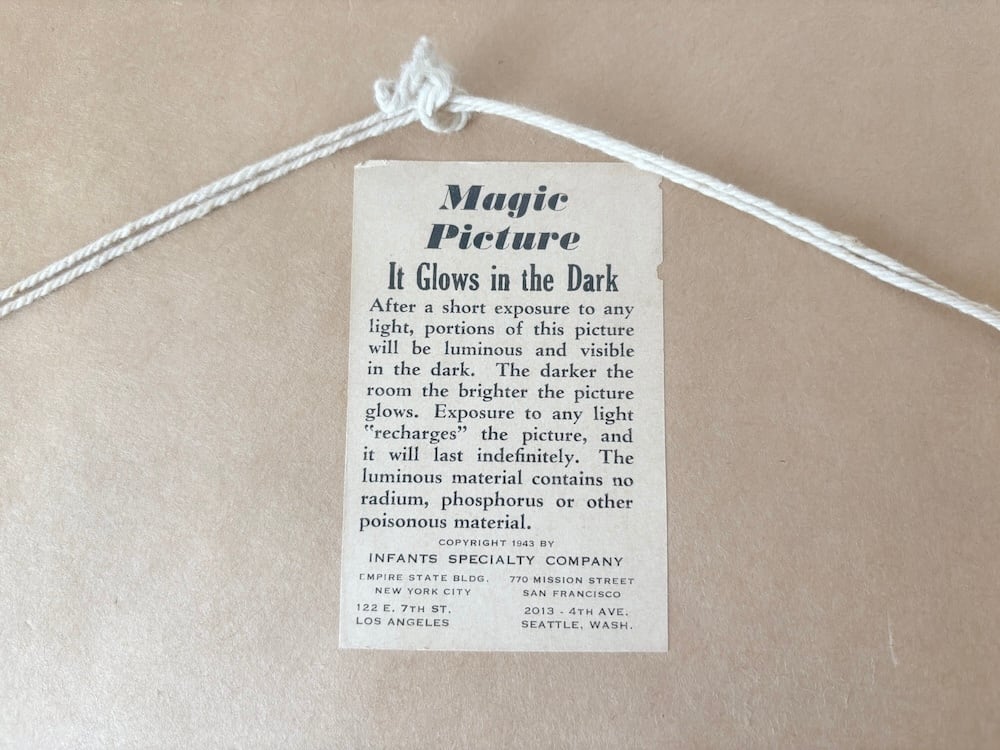 Magic
Picture
It Glows in the Dark
After a short exposure to any
light, portions of this picture
will be luminous and visible
in the dark. The darker the
room the brighter the picture
glows. Exposure to any light
"recharges" the picture, and
it will last indefinitely. The
luminous material contains no
radium, phosphorus or other
poisonous material.
COPYRIGHT 1943 BY
INFANTS SPECIALTY COMPANY
EMPIRE STATE BLDG. 770 MISSION STREET
NEW YORK CITY SAN FRANCISCO
122 E. 7TH ST. 2013 - 4TH AVE.
LOS ANGELES SEATTLE, WASH.